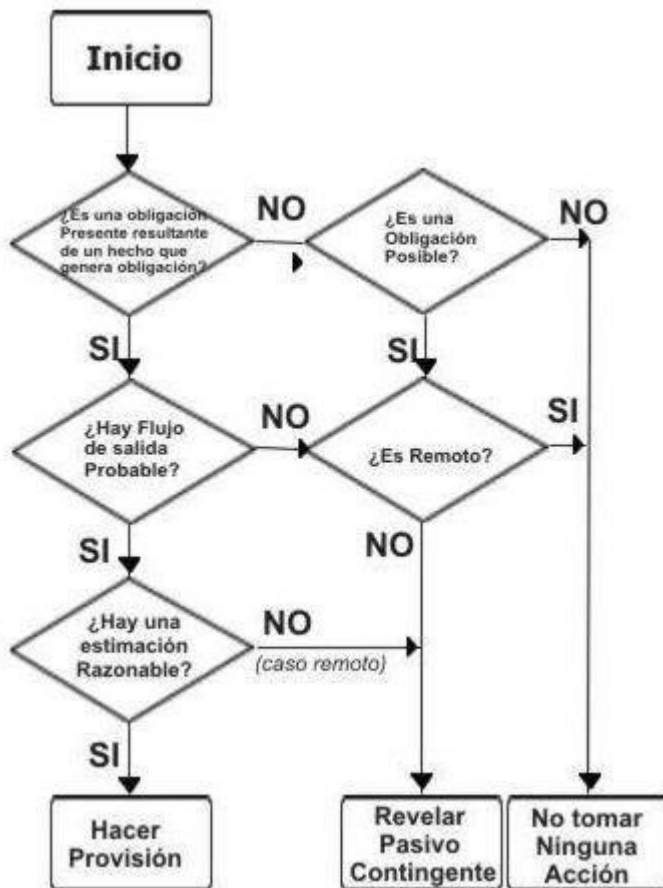 Inicio
¿Es una obligación
Presente resultante
de un hecho que
genera obligación?
NO
¿Es una
Obligación
Posible?
NO
SI
SI
¿Hay Flujo
de salida
Probable?
NO
¿Es Remoto?
SI
SI
NO
¿Hay una
estimación
Razonable?
NO
(caso remoto)
SI
Hacer
Provisión
Revelar
Pasivo
Contingente
No tomar
Ninguna
Acción